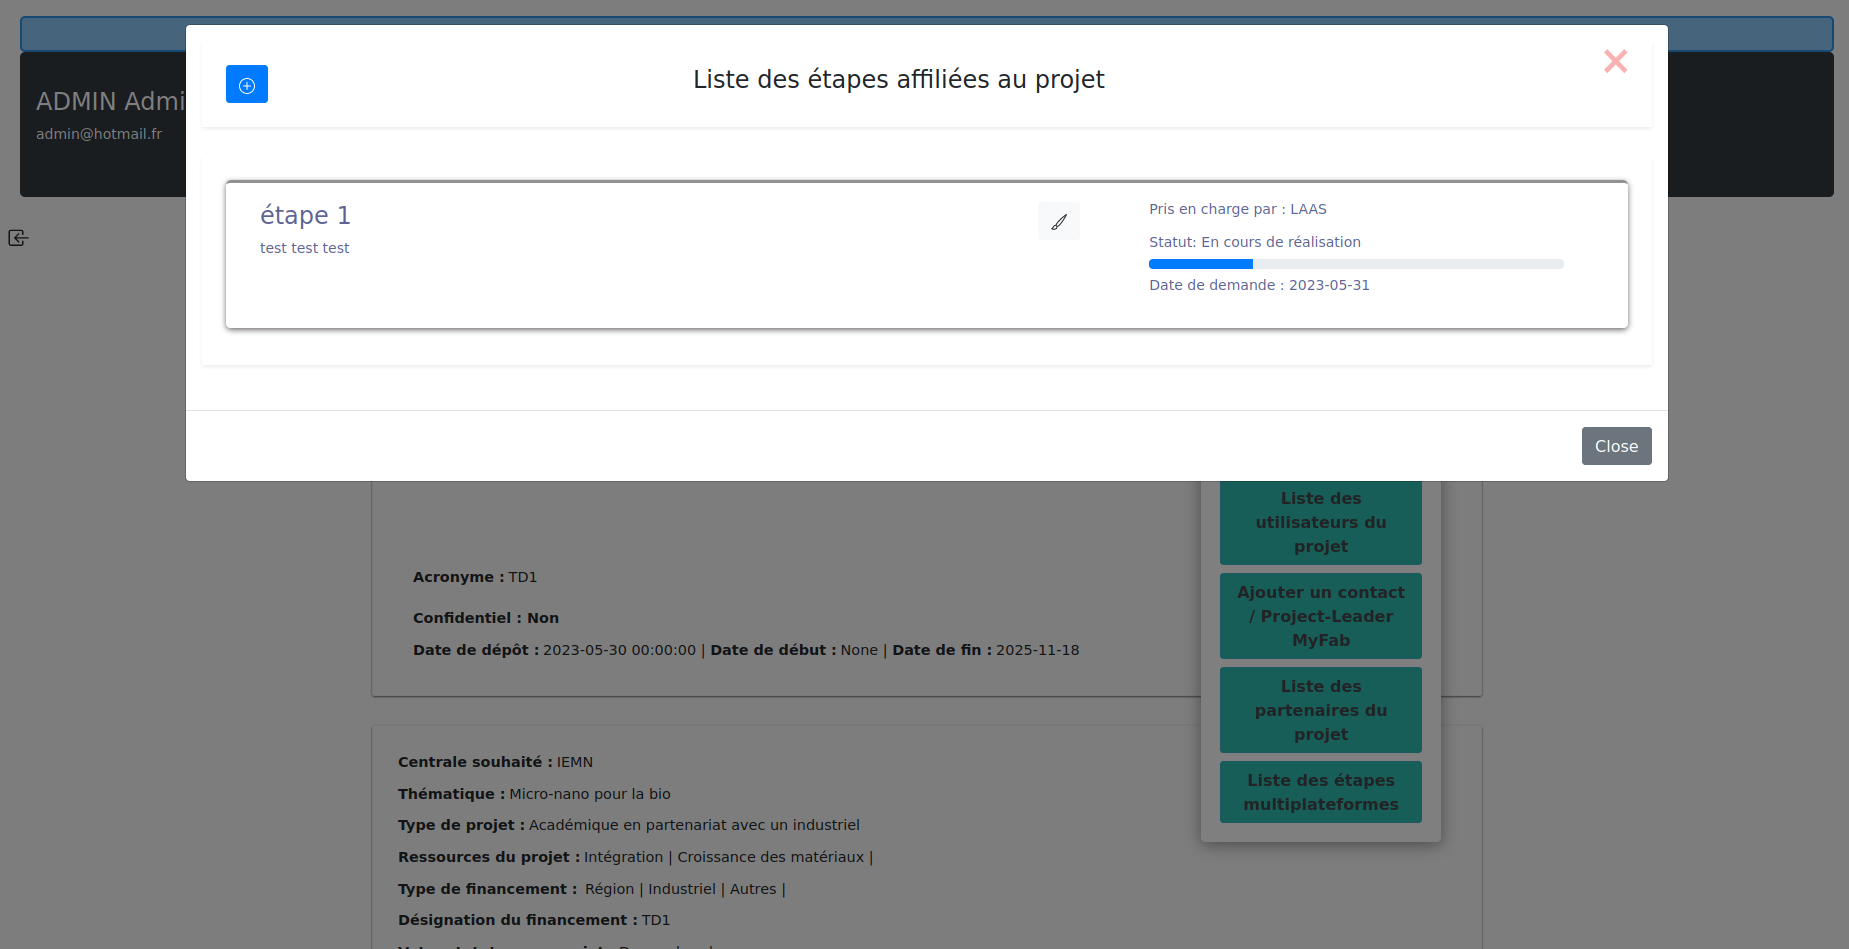 Liste des étapes affiliées au projet
ADMIN Admi
admin@hotmail.fr
étape 1
test test test
Pris en charge par : LAAS
Statut: En cours de réalisation
Date de demande : 2023-05-31
Close
Liste des
utilisateurs du
projet
Acronyme : TD1
Confidentiel : Non
Date de dépôt : 2023-05-30 00:00:00 | Date de début : None | Date de fin : 2025-11-18
Ajouter un contact
/ Project-Leader
MyFab
Liste des
partenaires du
projet
Liste des étapes
multiplateformes
Centrale souhaité : IEMN
Thématique : Micro-nano pour la bio
Type de projet : Académique en partenariat avec un industriel
Ressources du projet : Intégration | Croissance des matériaux |
Type de financement : Région | Industriel | Autres |
Désignation du financement : TD1